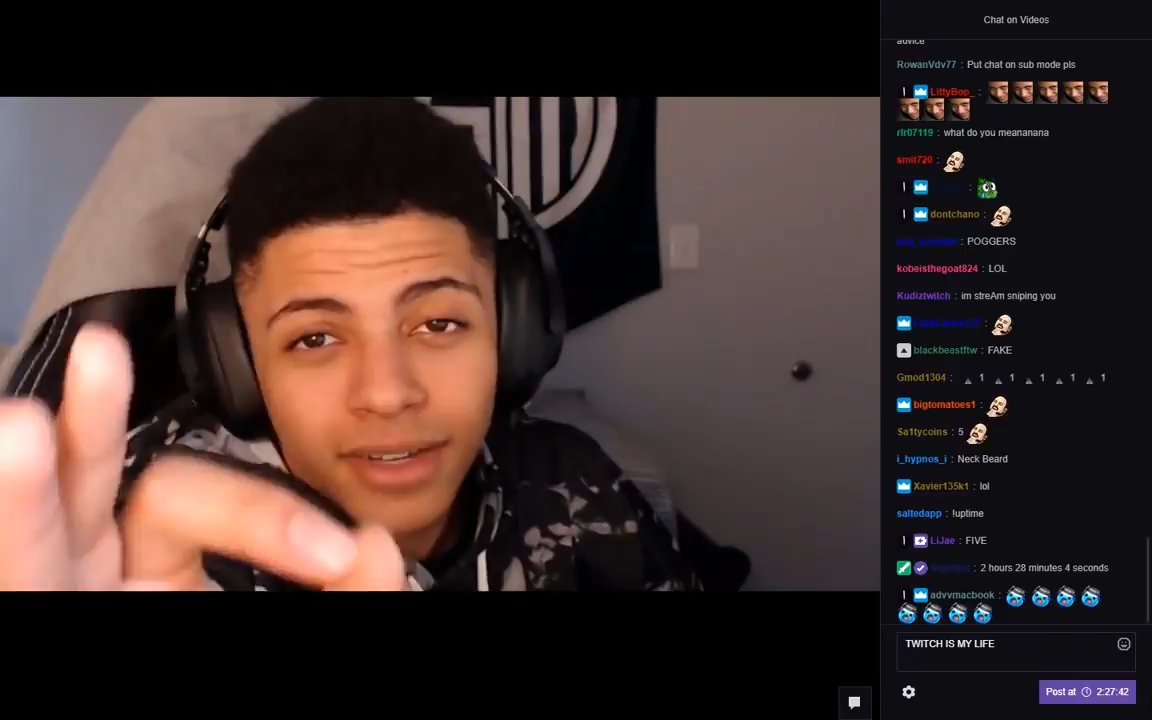 Chat on Videos
advice
RowanVdv77 : Put chat on sub mode pls
LittyBop_ :
rlr07119 : what do you meananana
smit720 :
:
dontchano :
: POGGERS
kobeisthegoat824 : LOL
Kudiztwitch : im streAm sniping you
:
blackbeastftw : FAKE
Gmod1304 : 1 1 1 1 1
bigtomatoes1 :
Sa1tycoins : 5
i_hypnos_i : Neck Beard
Xavier135k1 : lol
saltedapp : !uptime
LiJae : FIVE
: 2 hours 28 minutes 4 seconds
advvmacbook :
TWITCH IS MY LIFE
Post at 2:27:42